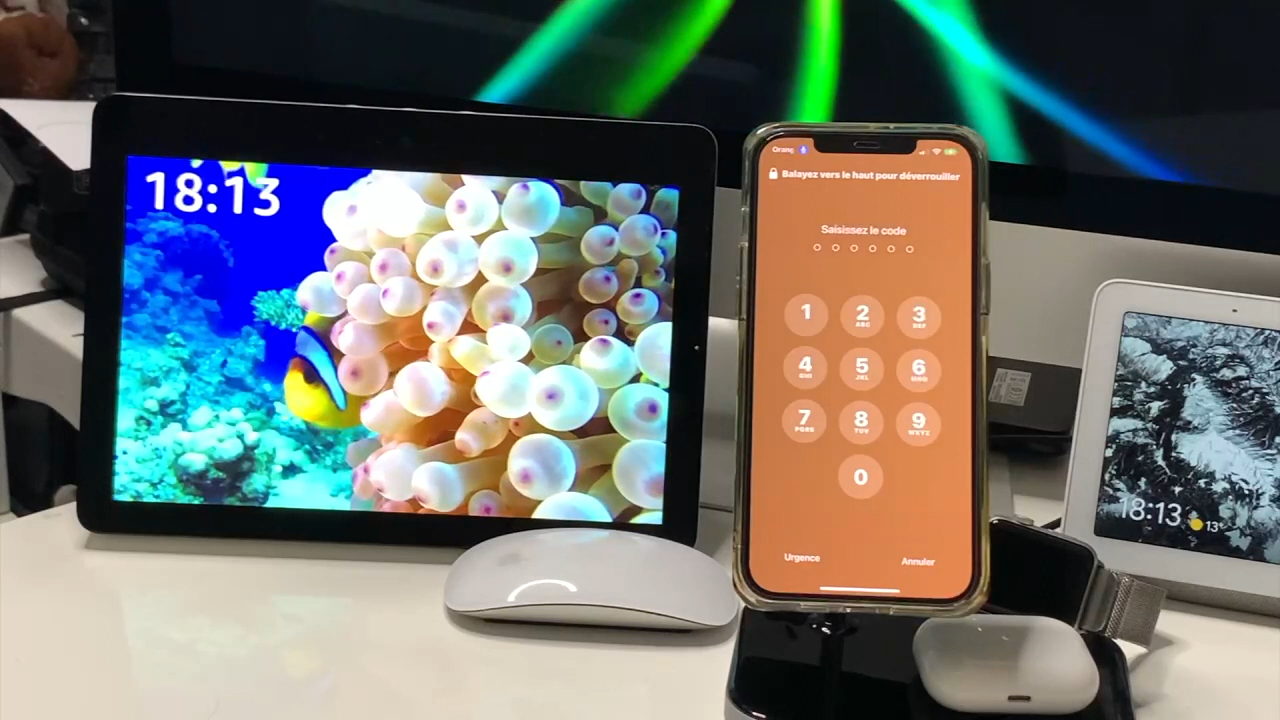 18:13
Orang
Balayez vers le haut pour déverrouiller
Saisissez le code
1
2
ABC
3
DEF
4
GHI
5
JKL
6
MNO
7
PQRS
8
TUV
9
WXYZ
0
Urgence
Annuler
18:13
13°